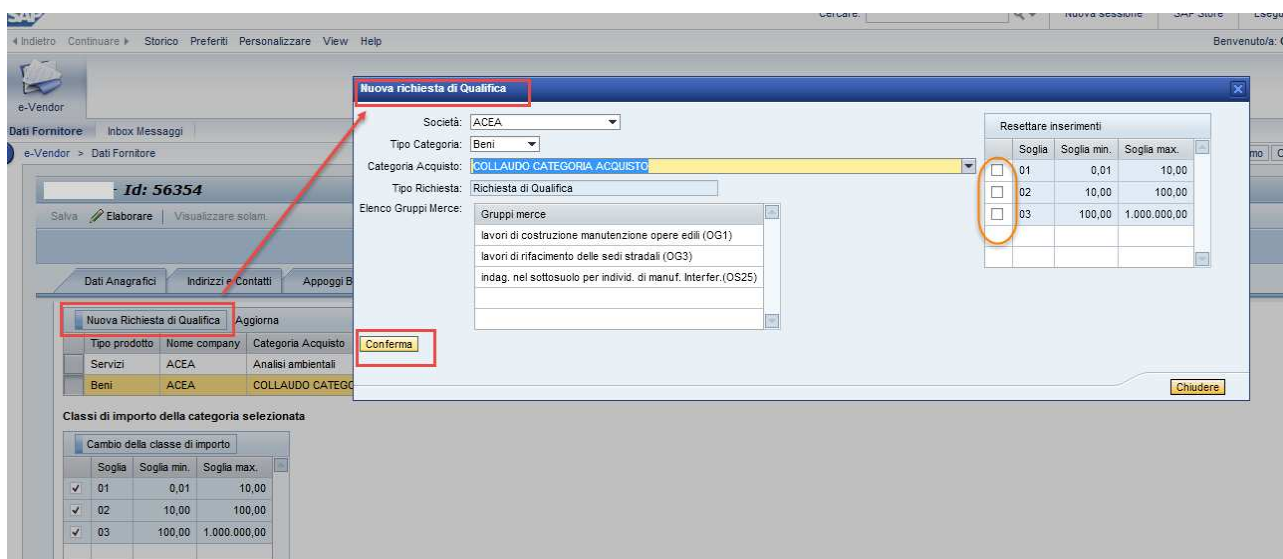 SAP
Cercare:
Nuova sessione SAP Store
Indietro Continuare Storico Preferiti Personalizzare View Help
Benvenuto/a:
e-Vendor
Dati Fornitore Inbox Messaggi
e-Vendor > Dati Fornitore
- Id: 56354
Salva Elaborare Visualizzare solam.
Dati Anagrafici Indirizzi e Contatti Appoggi B
Nuova Richiesta di Qualifica Aggiorna
Tipo prodotto Nome company Categoria Acquisto
Servizi ACEA Analisi ambientali
Beni ACEA COLLAUDO CATEGO
Classi di importo della categoria selezionata
Cambio della classe di importo
Soglia Soglia min. Soglia max.
01 0,01 10,00
02 10,00 100,00
03 100,00 1.000.000,00
Nuova richiesta di Qualifica
Società: ACEA
Tipo Categoria: Beni
Categoria Acquisto: COLLAUDO CATEGORIA ACQUISTO
Tipo Richiesta: Richiesta di Qualifica
Elenco Gruppi Merce:
Gruppi merce
lavori di costruzione manutenzione opere edili (OG1)
lavori di rifacimento delle sedi stradali (OG3)
indag. nel sottosuolo per individ. di manuf. Interfer.(OS25)
Conferma
Resettare inserimenti
Soglia Soglia min. Soglia max.
01 0,01 10,00
02 10,00 100,00
03 100,00 1.000.000,00
Chiudere